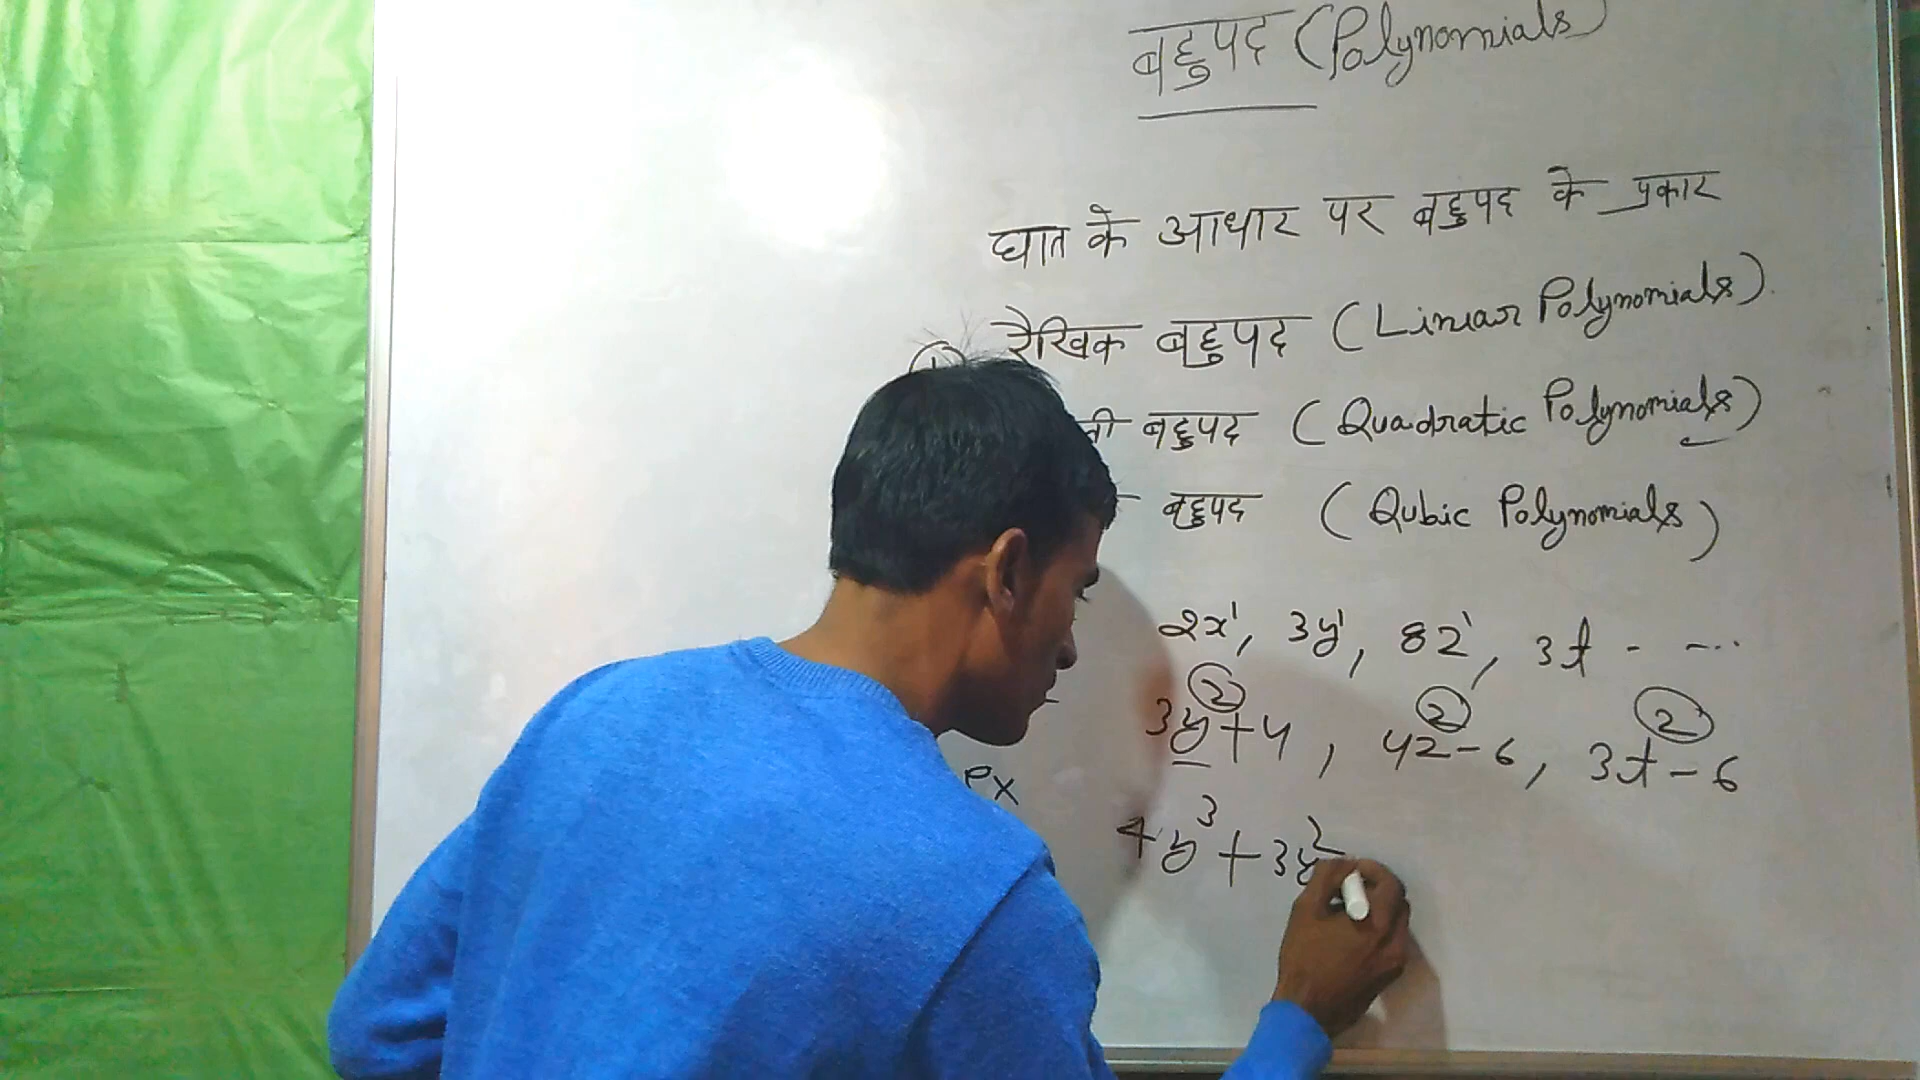 बहुपद (Polynomials)
घात के आधार पर बहुपद के प्रकार
① रैखिक बहुपद (Linear Polynomials).
बहुपद (Quadratic Polynomials)
बहुपद (Qubic Polynomials)
2x¹, 3y¹, 8z¹, 3t - ----
3y²+4, 4z²-6, 3t²-6
ex
4y³+3y²